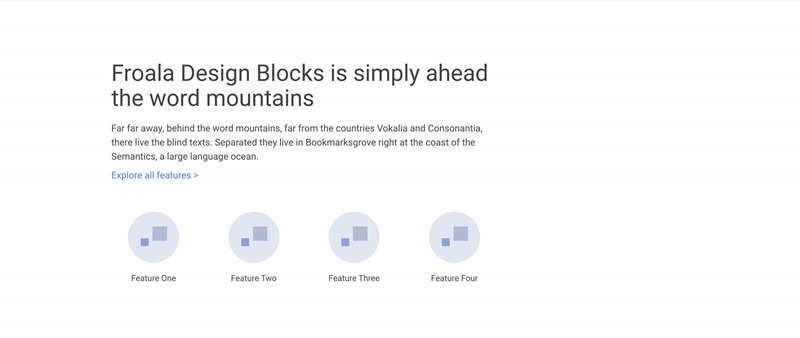 Froala Design Blocks is simply ahead
the word mountains
Far far away, behind the word mountains, far from the countries Vokalia and Consonantia,
there live the blind texts. Separated they live in Bookmarksgrove right at the coast of the
Semantics, a large language ocean.
Explore all features >
Feature One
Feature Two
Feature Three
Feature Four